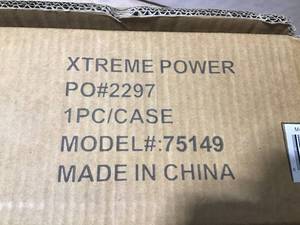 XTREME POWER
PO#2297
1PC/CASE
MODEL#:75149
MADE IN CHINA